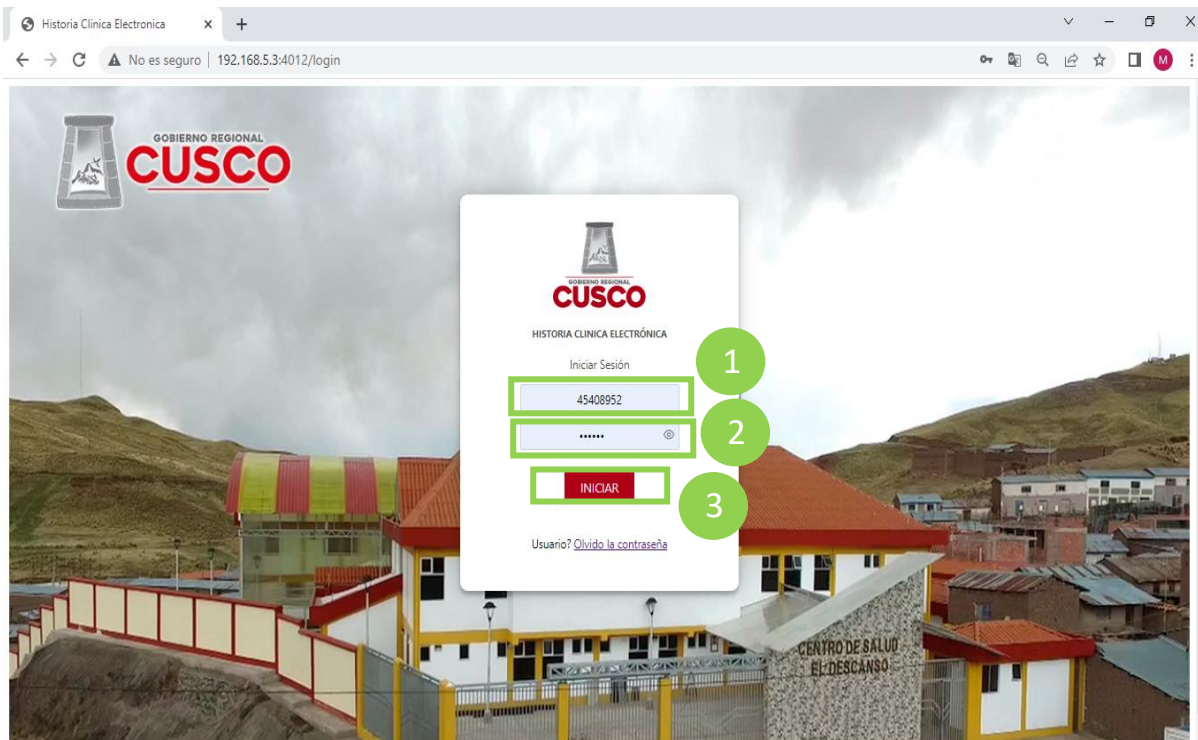 Historia Clinica Electronica
No es seguro | 192.168.5.3:4012/login
M
GOBIERNO REGIONAL
CUSCO
GOBIERNO REGIONAL
CUSCO
HISTORIA CLINICA ELECTRÓNICA
Iniciar Sesión
1
45408952
••••••
2
INICIAR
3
Usuario? Olvido la contraseña
CENTRO DE SALUD
EL DESCANSO